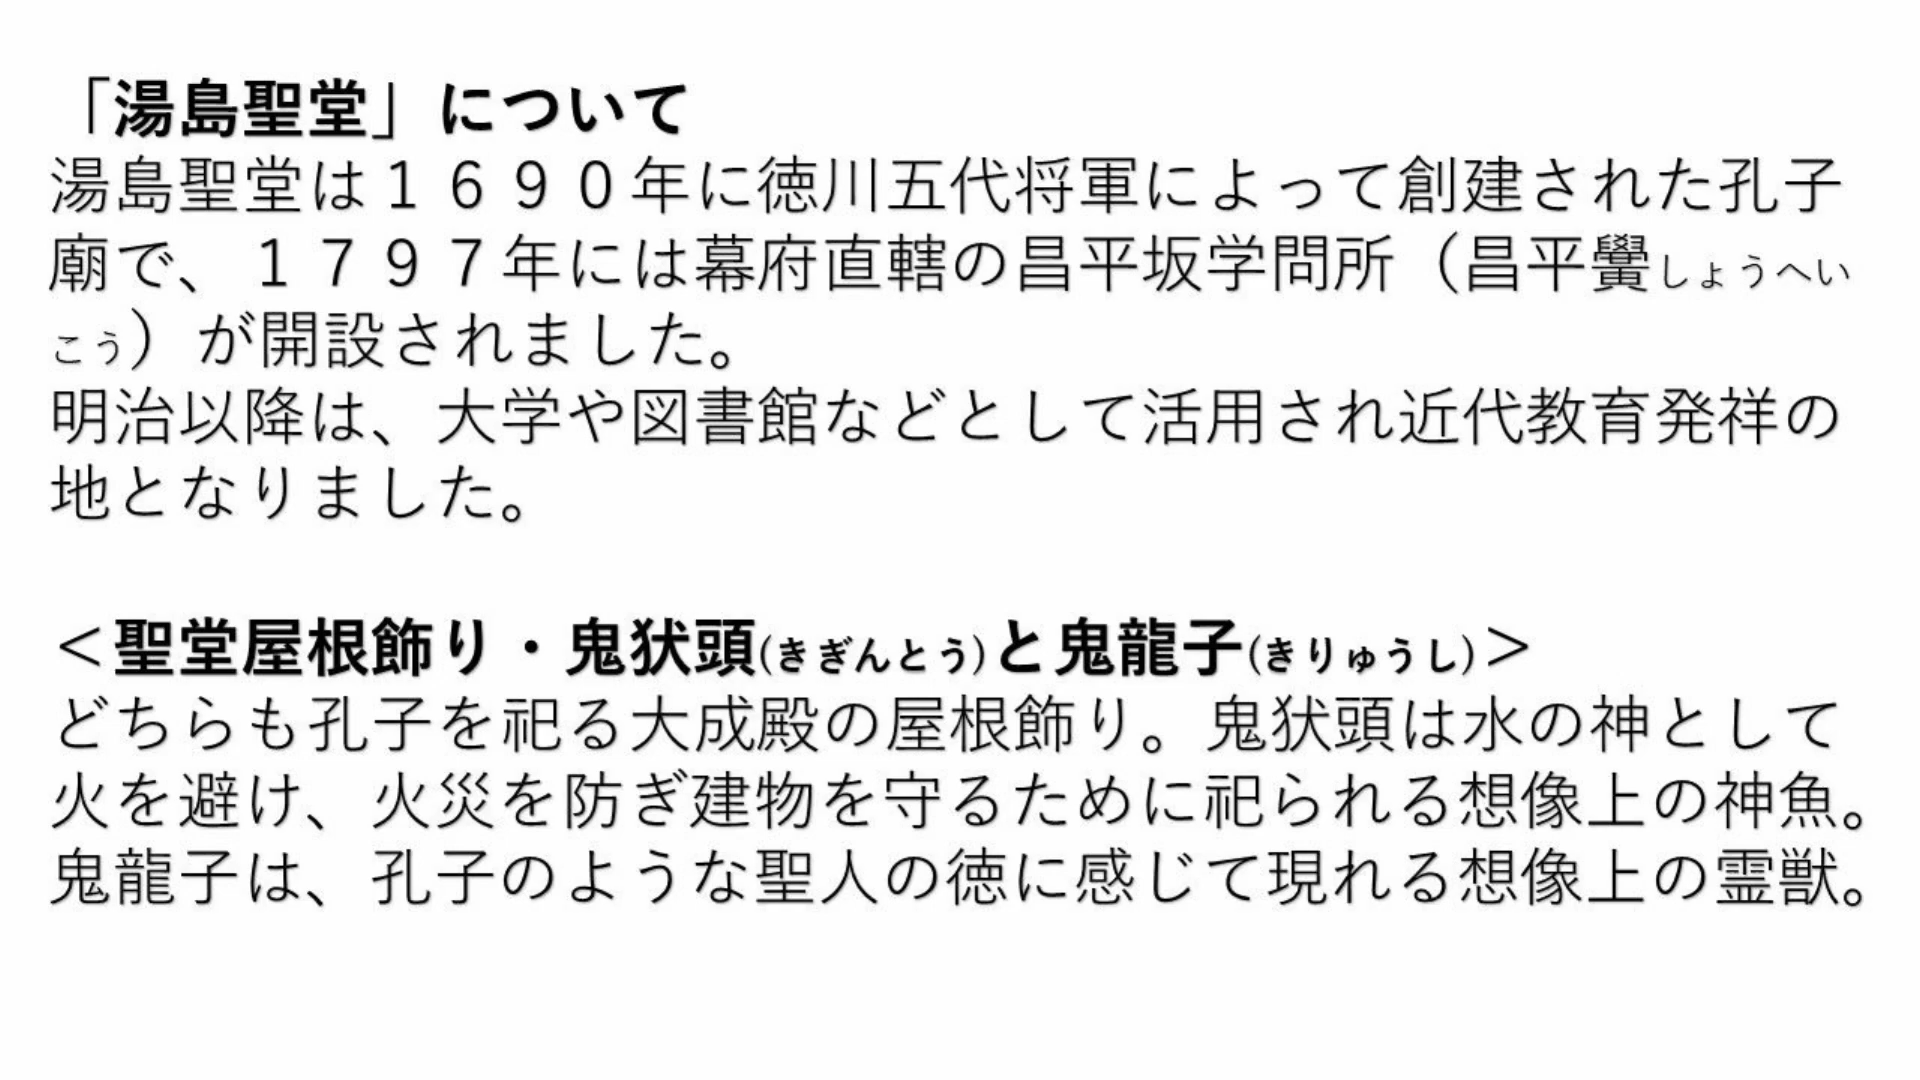 「湯島聖堂」について
湯島聖堂は１６９０年に徳川五代将軍によって創建された孔子
廟で、１７９７年には幕府直轄の昌平坂学問所（昌平黌しょうへい
こう）が開設されました。
明治以降は、大学や図書館などとして活用され近代教育発祥の
地となりました。
＜聖堂屋根飾り・鬼犾頭(きぎんとう)と鬼龍子(きりゅうし)＞
どちらも孔子を祀る大成殿の屋根飾り。鬼犾頭は水の神として
火を避け、火災を防ぎ建物を守るために祀られる想像上の神魚。
鬼龍子は、孔子のような聖人の徳に感じて現れる想像上の霊獣。